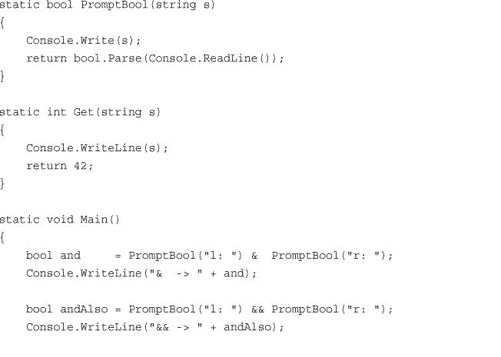 static bool PromptBool(string s)
{
    Console.Write(s);
    return bool.Parse(Console.ReadLine());
}

static int Get(string s)
{
    Console.WriteLine(s);
    return 42;
}

static void Main()
{
    bool and     = PromptBool("l: ") &  PromptBool("r: ");
    Console.WriteLine("&  -> " + and);

    bool andAlso = PromptBool("l: ") && PromptBool("r: ");
    Console.WriteLine("&& -> " + andAlso);